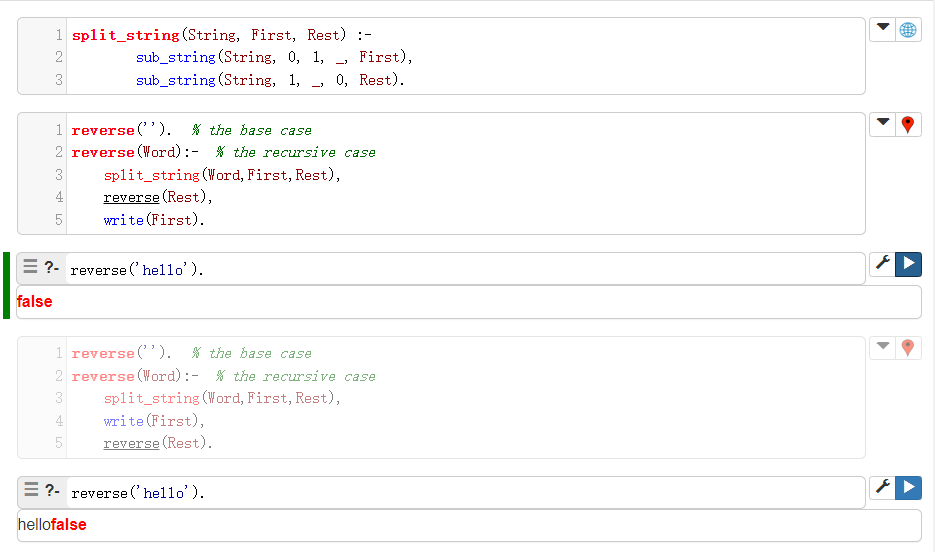 1 split_string(String, First, Rest) :-
2 sub_string(String, 0, 1, _, First),
3 sub_string(String, 1, _, 0, Rest).
1 reverse(''). % the base case
2 reverse(Word):- % the recursive case
3 split_string(Word,First,Rest),
4 reverse(Rest),
5 write(First).
?- reverse('hello').
false
1 reverse(''). % the base case
2 reverse(Word):- % the recursive case
3 split_string(Word,First,Rest),
4 write(First),
5 reverse(Rest).
?- reverse('hello').
hellofalse